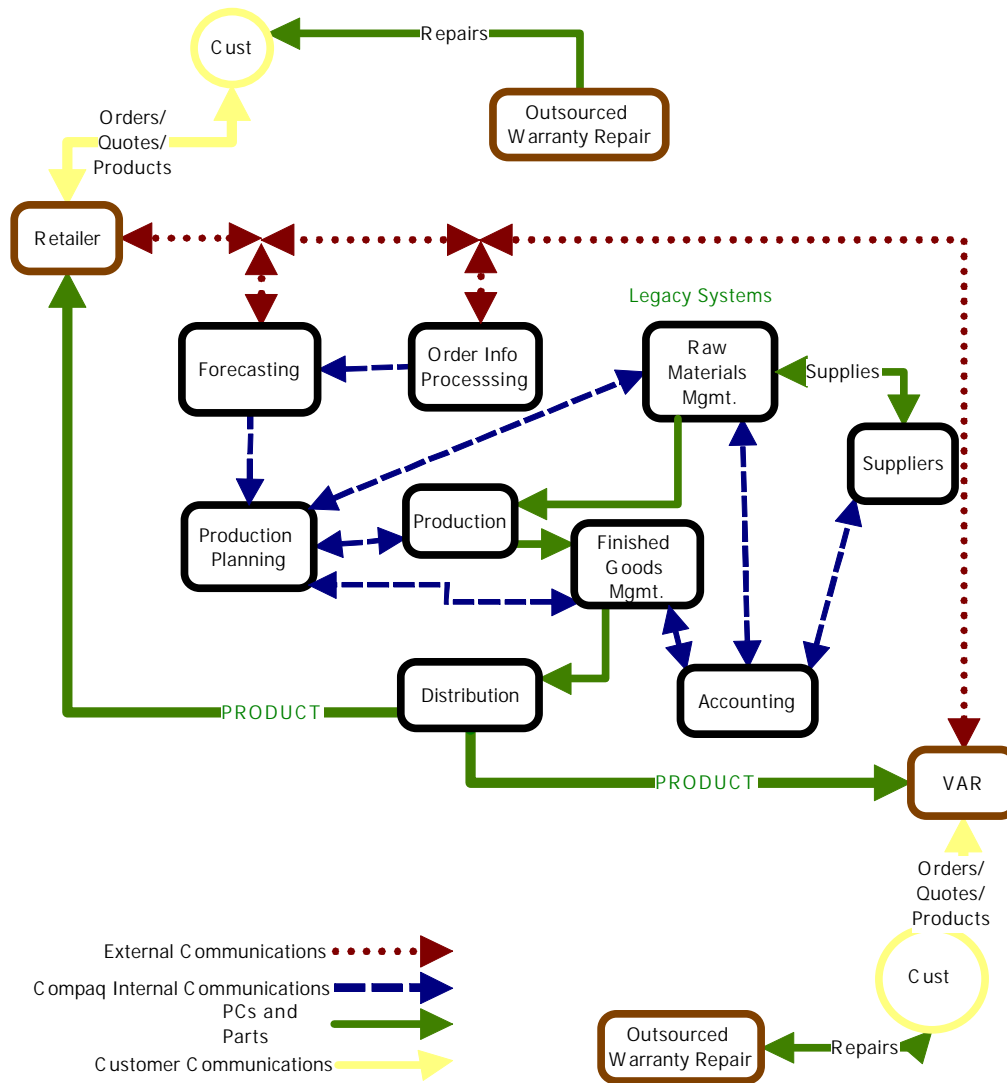 Cust
Repairs
Outsourced
Warranty Repair
Orders/
Quotes/
Products
Retailer
Legacy Systems
Forecasting
Order Info
Processsing
Raw
Materials
Mgmt.
Supplies
Suppliers
Production
Planning
Production
Finished
Goods
Mgmt.
Distribution
Accounting
PRODUCT
PRODUCT
VAR
Orders/
Quotes/
Products
Cust
External Communications
Compaq Internal Communications
PCs and
Parts
Customer Communications
Outsourced
Warranty Repair
Repairs